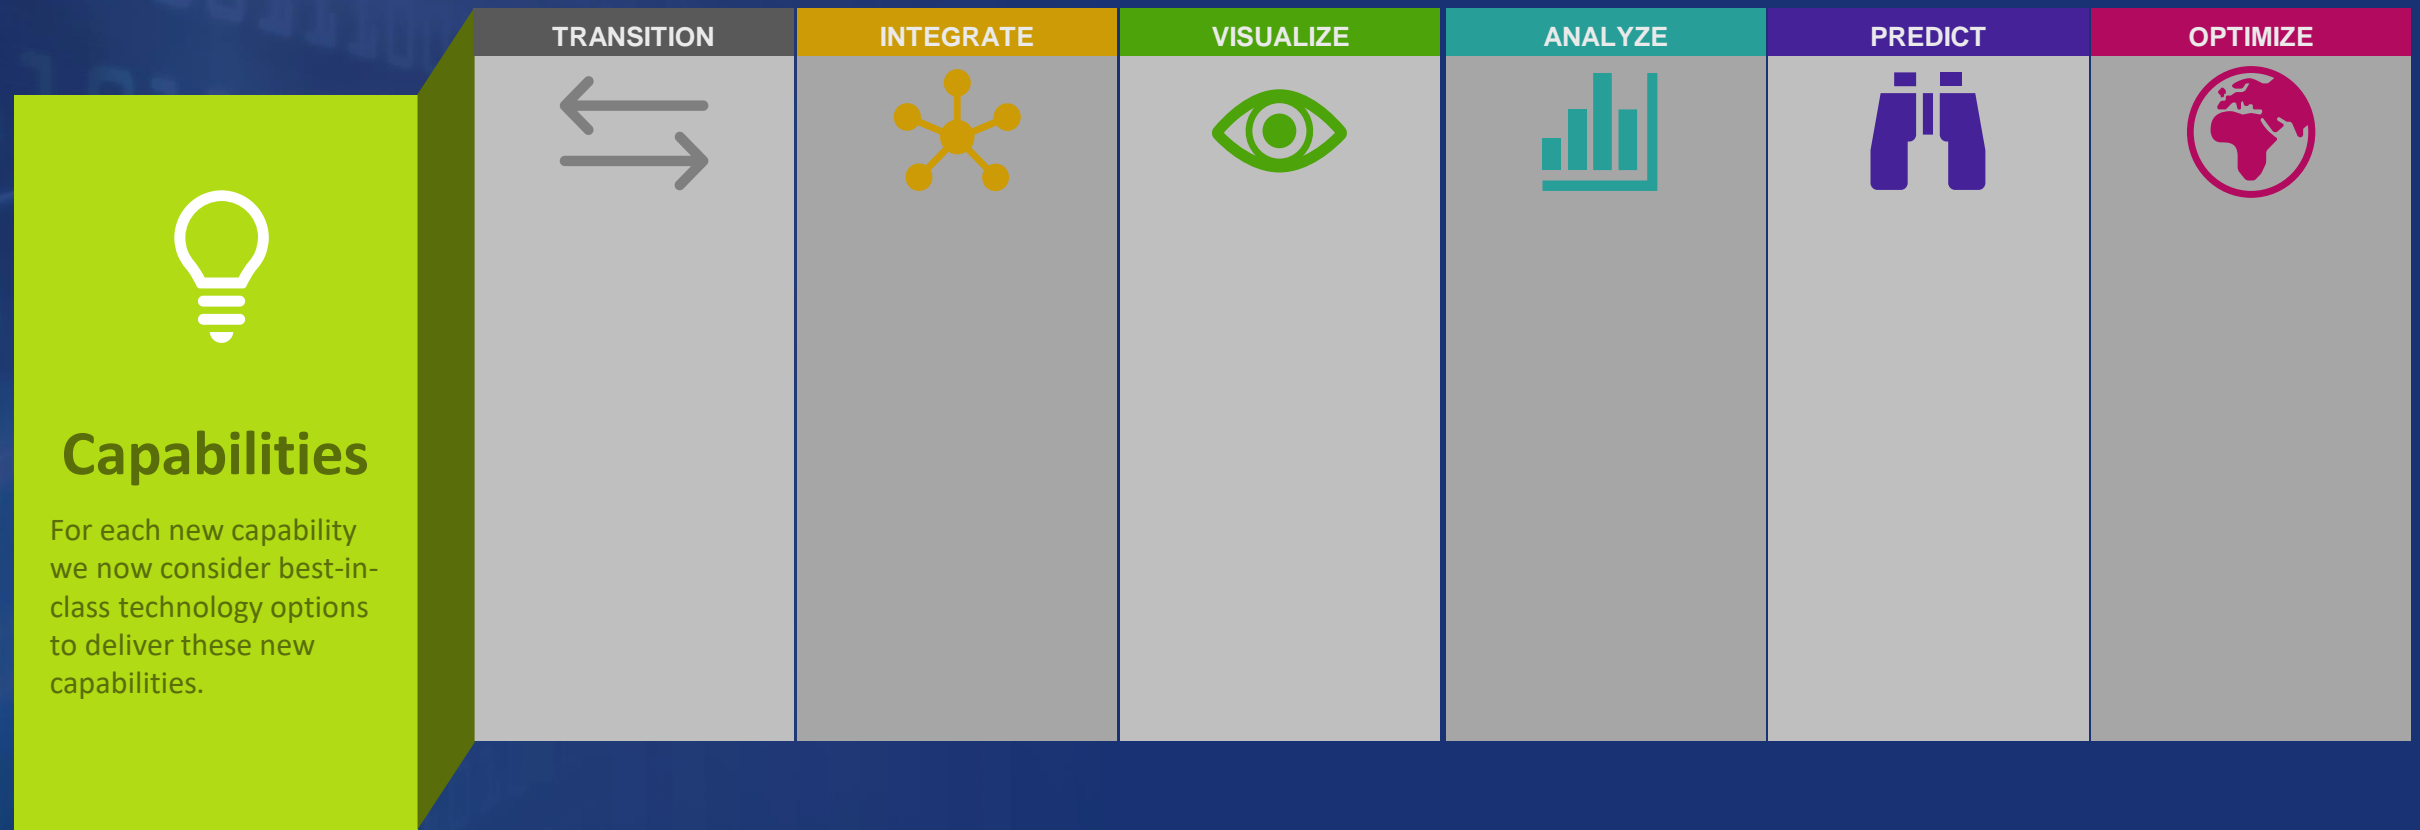 TRANSITION
INTEGRATE
VISUALIZE
ANALYZE
PREDICT
OPTIMIZE
Capabilities
For each new capability
we now consider best-in-
class technology options
to deliver these new
capabilities.